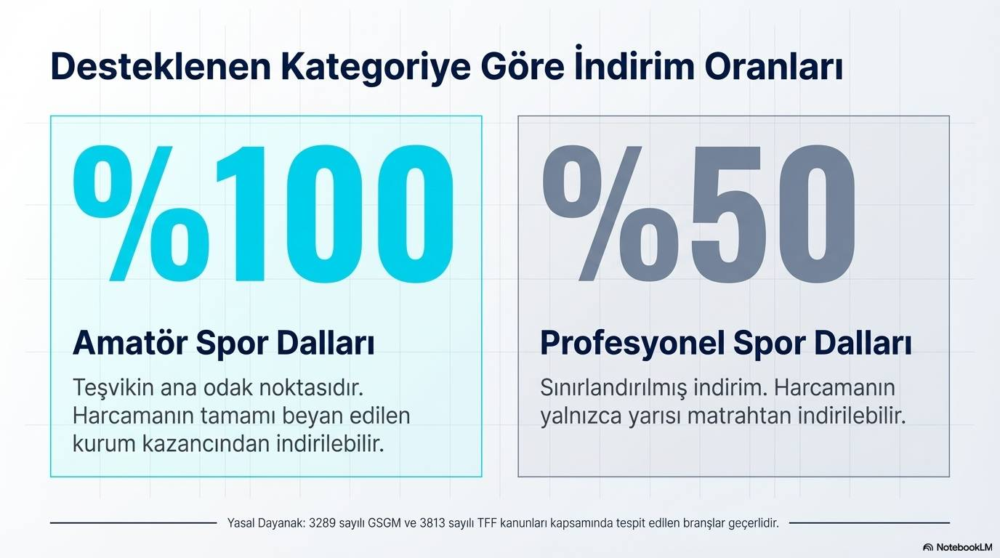 Desteklenen Kategoriye Göre İndirim Oranları
%100
Amatör Spor Dalları
Teşvikin ana odak noktasıdır.
Harcamanın tamamı beyan edilen
kurum kazancından indirilebilir.
%50
Profesyonel Spor Dalları
Sınırlandırılmış indirim. Harcamanın
yalnızca yarısı matrahtan indirilebilir.
Yasal Dayanak: 3289 sayılı GSGM ve 3813 sayılı TFF kanunları kapsamında tespit edilen branşlar geçerlidir.
NotebookLM